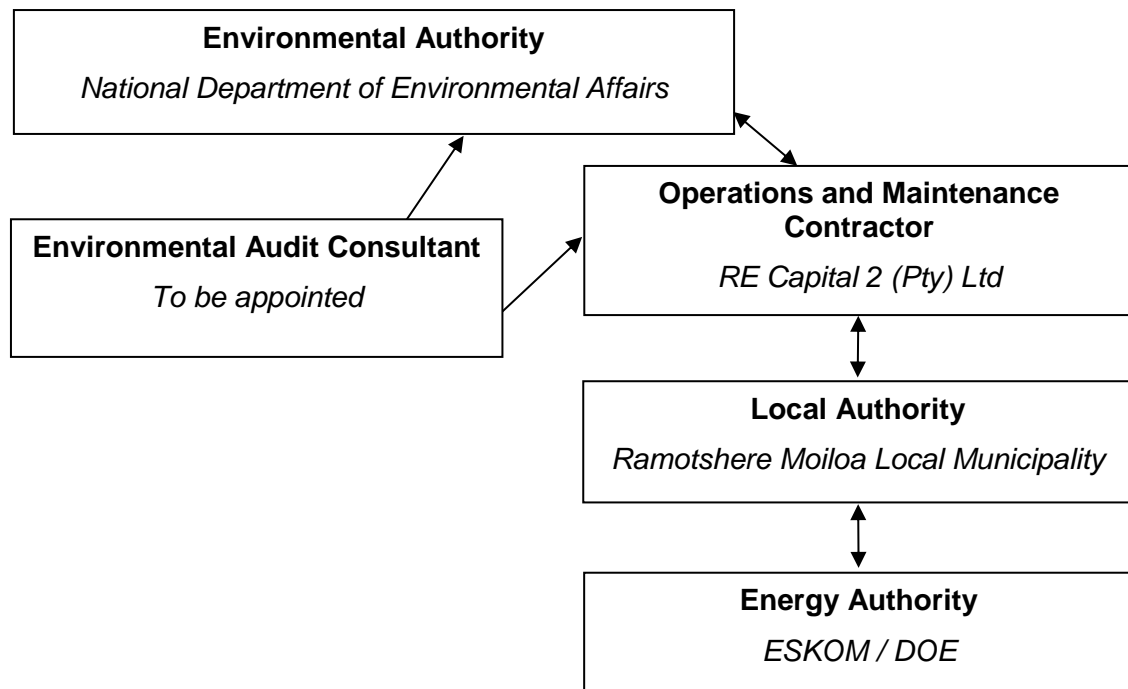 Environmental Authority
National Department of Environmental Affairs
Operations and Maintenance
Contractor
RE Capital 2 (Pty) Ltd
Environmental Audit Consultant
To be appointed
Local Authority
Ramotshere Moiloa Local Municipality
Energy Authority
ESKOM / DOE